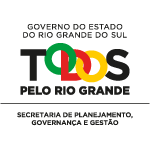 GOVERNO DO ESTADO
DO RIO GRANDE DO SUL
TODOS
PELO RIO GRANDE
SECRETARIA DE PLANEJAMENTO,
GOVERNANÇA E GESTÃO